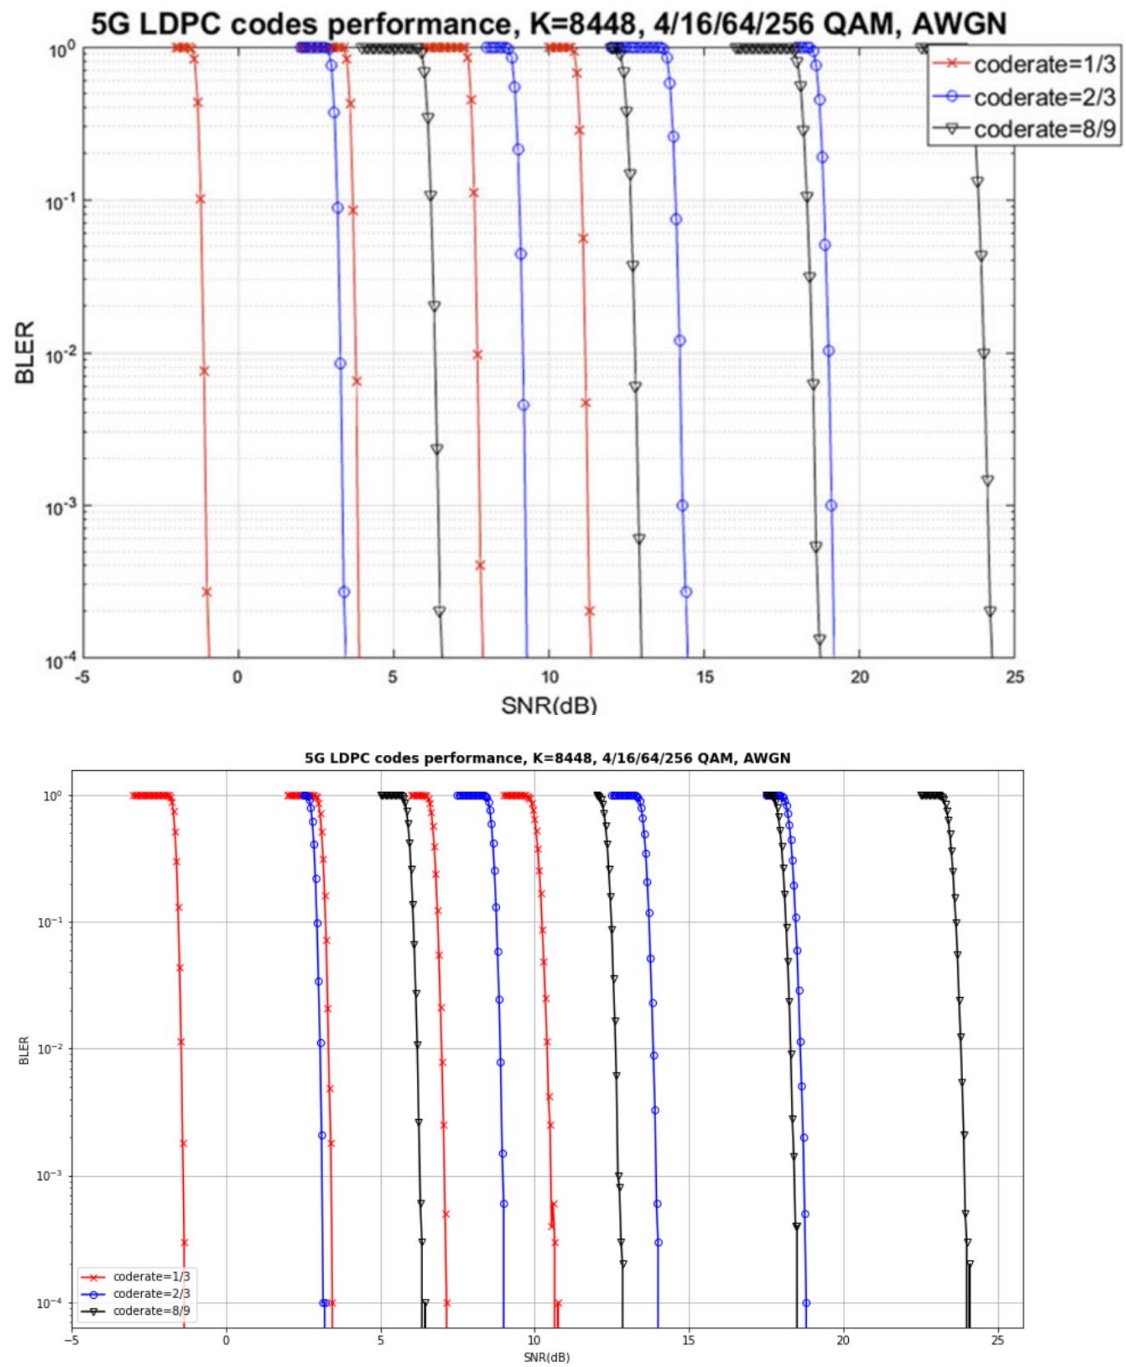 5G LDPC codes performance, K=8448, 4/16/64/256 QAM, AWGN
10⁰
coderate=1/3
coderate=2/3
coderate=8/9
10⁻¹
BLER
10⁻²
10⁻³
10⁻⁴
-5 0 5 10 15 20 25
SNR(dB)
5G LDPC codes performance, K=8448, 4/16/64/256 QAM, AWGN
10⁰
10⁻¹
10⁻²
BLER
10⁻³
coderate=1/3
coderate=2/3
coderate=8/9
10⁻⁴
−5 0 5 10 15 20 25
SNR(dB)